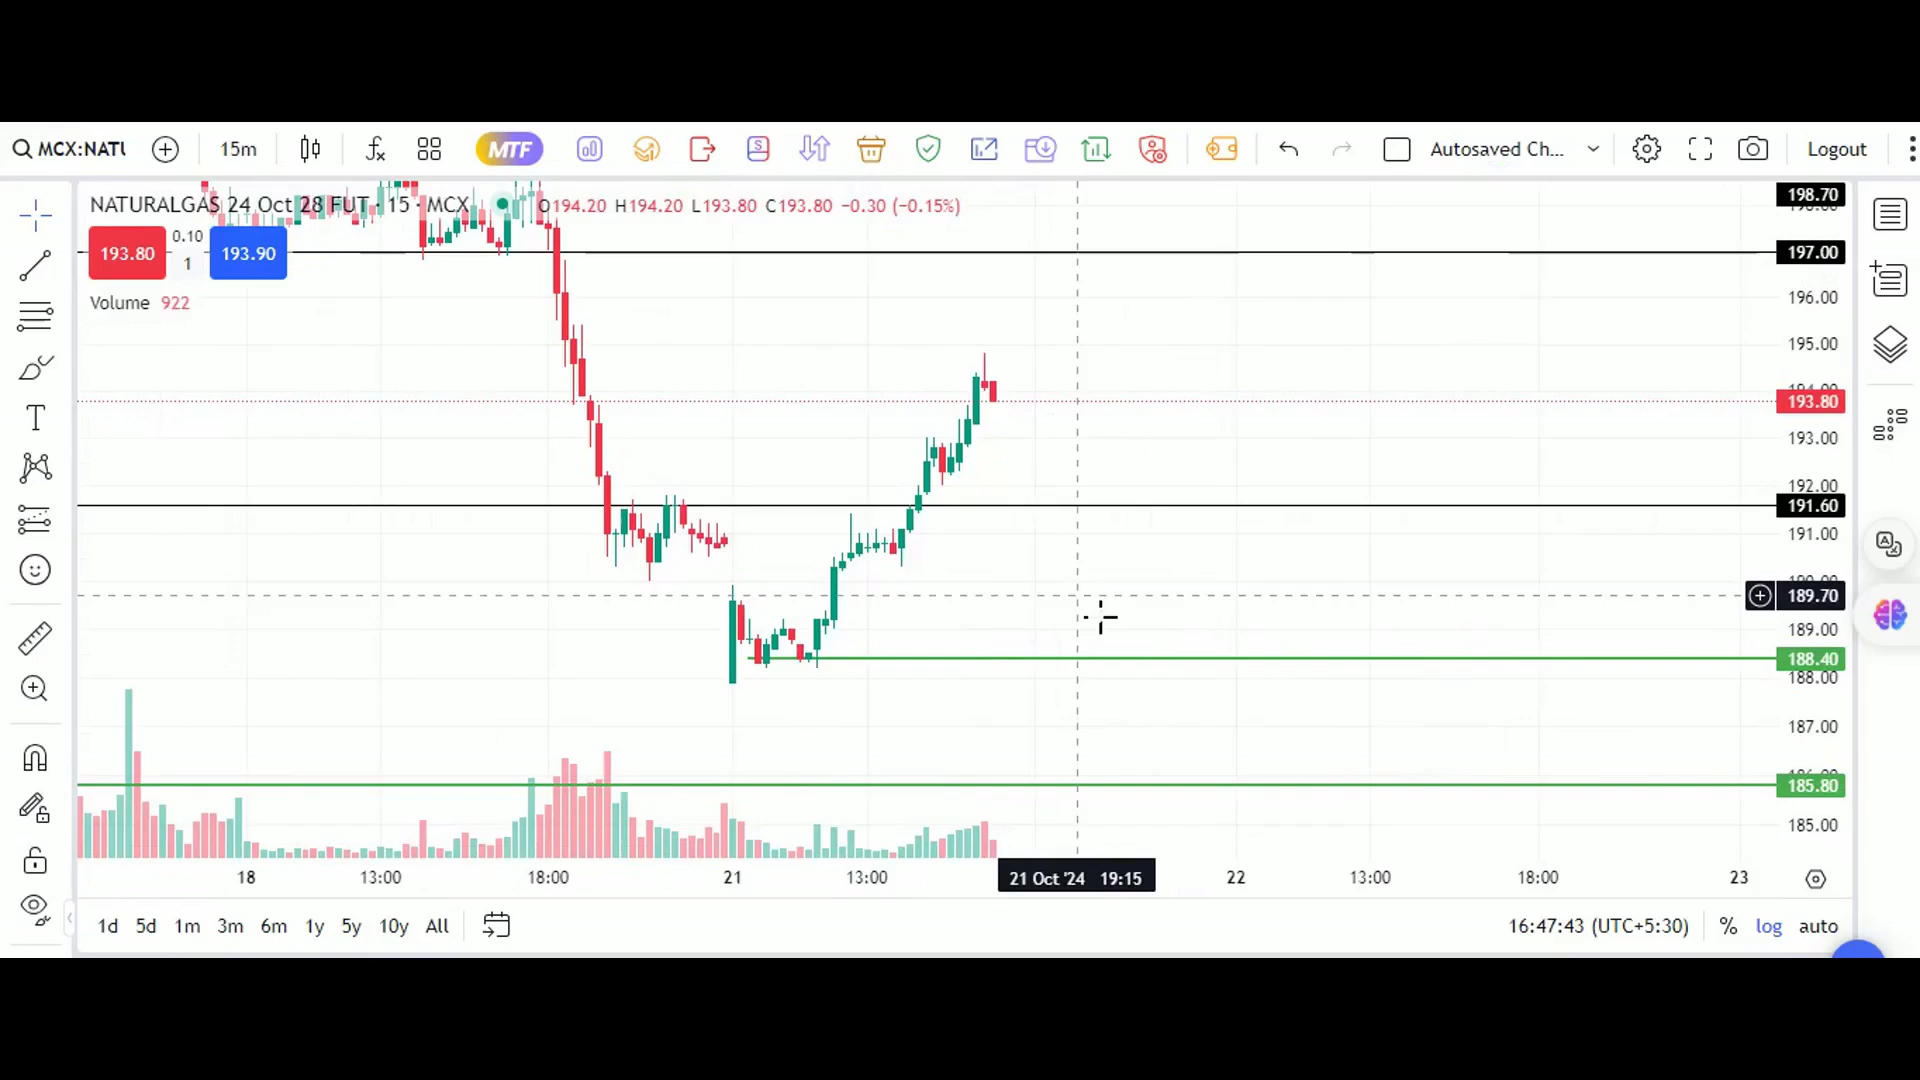 MCX:NATU 15m MTF Autosaved Ch... Logout
NATURALGAS 24 Oct 28 FUT · 15 · MCX O194.20 H194.20 L193.80 C193.80 −0.30 (−0.15%)
193.80 0.10 1 193.90
Volume 922
198.70
197.00
196.00
195.00
193.80
193.00
192.00
191.60
191.00
189.70
189.00
188.40
188.00
187.00
185.80
185.00
18 13:00 18:00 21 13:00 21 Oct '24 19:15 22 13:00 18:00 23
1d 5d 1m 3m 6m 1y 5y 10y All 16:47:43 (UTC+5:30) % log auto